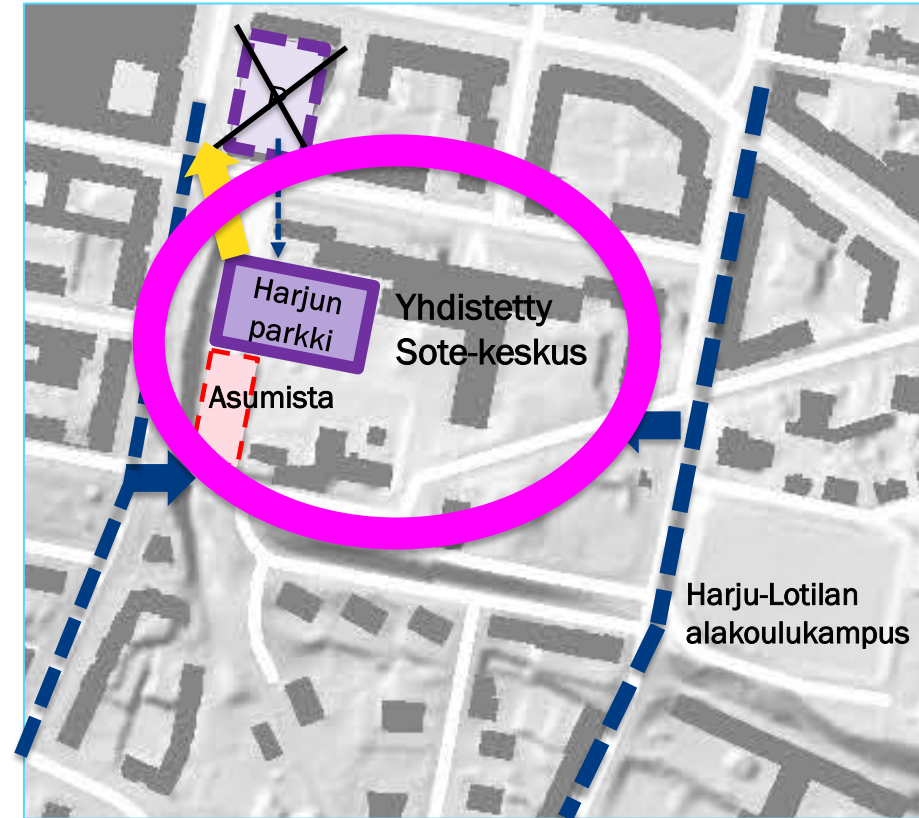 P
Harjun
parkki
Yhdistetty
Sote-keskus
Asumista
Harju-Lotilan
alakoulukampus